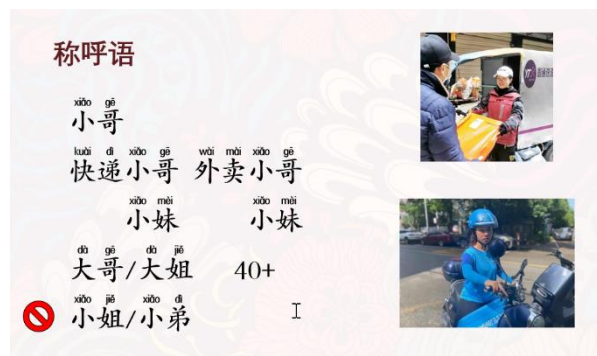 称呼语
xiǎo gē
小哥
kuài dì xiǎo gē wài mài xiǎo gē
快递小哥 外卖小哥
xiǎo mèi xiǎo mèi
小妹 小妹
dà gē dà jiě
大哥/大姐 40+
xiǎo jiě xiǎo dì
小姐/小弟